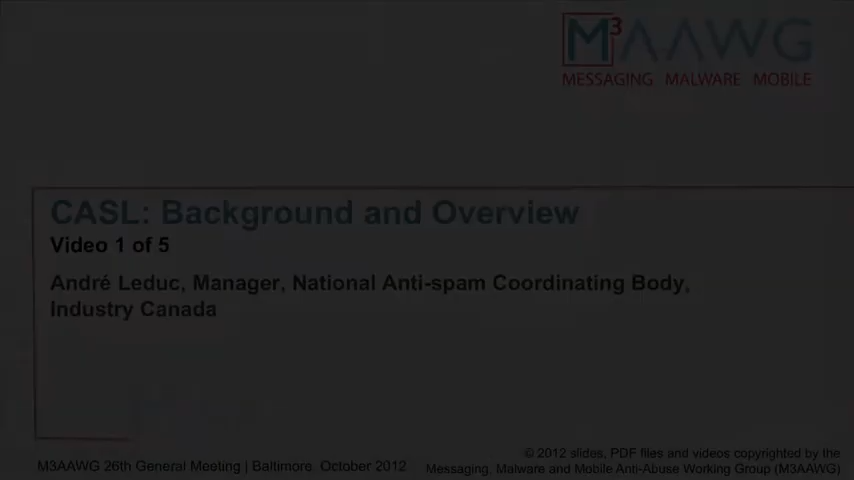 M3AAWG
MESSAGING MALWARE MOBILE
CASL: Background and Overview
Video 1 of 5
André Leduc, Manager, National Anti-spam Coordinating Body,
Industry Canada
M3AAWG 26th General Meeting | Baltimore October 2012
© 2012 slides, PDF files and videos copyrighted by the
Messaging, Malware and Mobile Anti-Abuse Working Group (M3AAWG)